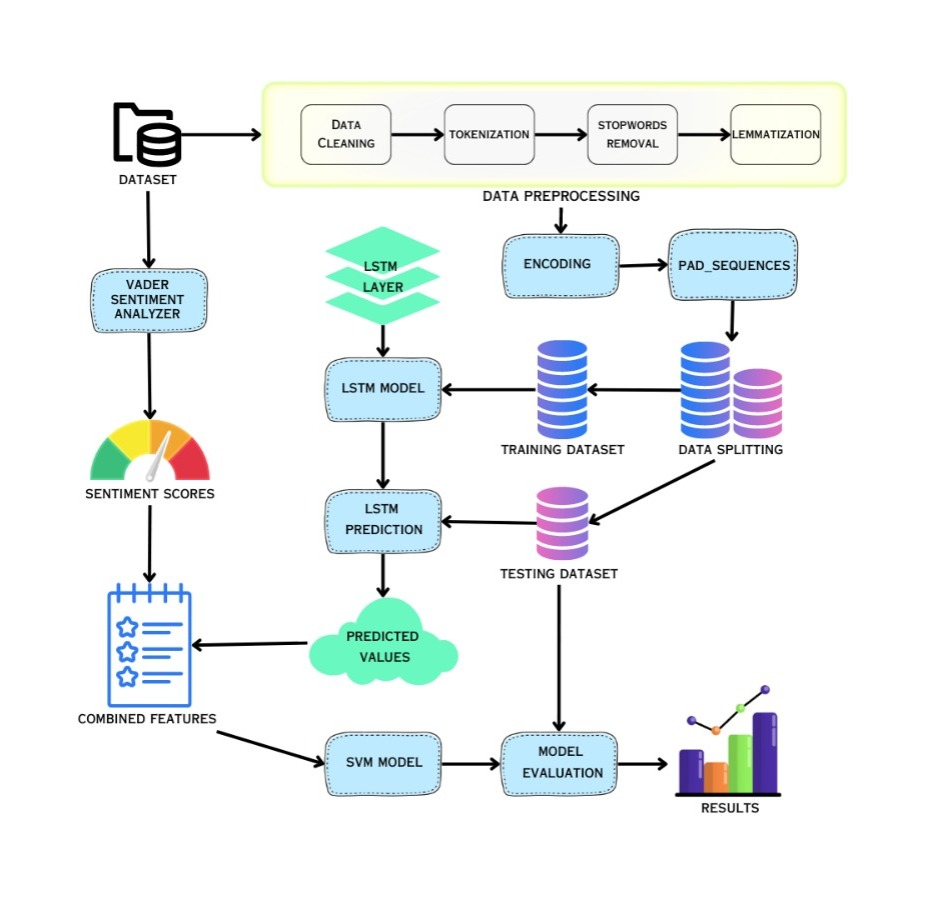 DATA
CLEANING
TOKENIZATION
STOPWORDS
REMOVAL
LEMMATIZATION
DATASET
DATA PREPROCESSING
LSTM
LAYER
ENCODING
PAD_SEQUENCES
VADER
SENTIMENT
ANALYZER
LSTM MODEL
TRAINING DATASET
DATA SPLITTING
SENTIMENT SCORES
LSTM
PREDICTION
TESTING DATASET
PREDICTED
VALUES
COMBINED FEATURES
SVM MODEL
MODEL
EVALUATION
RESULTS